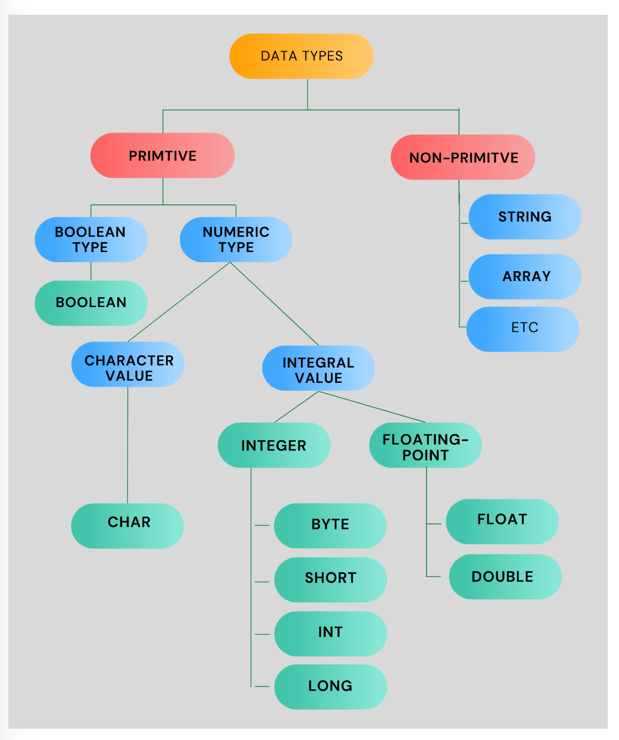 DATA TYPES
PRIMTIVE
NON-PRIMITVE
BOOLEAN
TYPE
NUMERIC
TYPE
STRING
BOOLEAN
ARRAY
ETC
CHARACTER
VALUE
INTEGRAL
VALUE
INTEGER
FLOATING-
POINT
CHAR
BYTE
FLOAT
SHORT
DOUBLE
INT
LONG